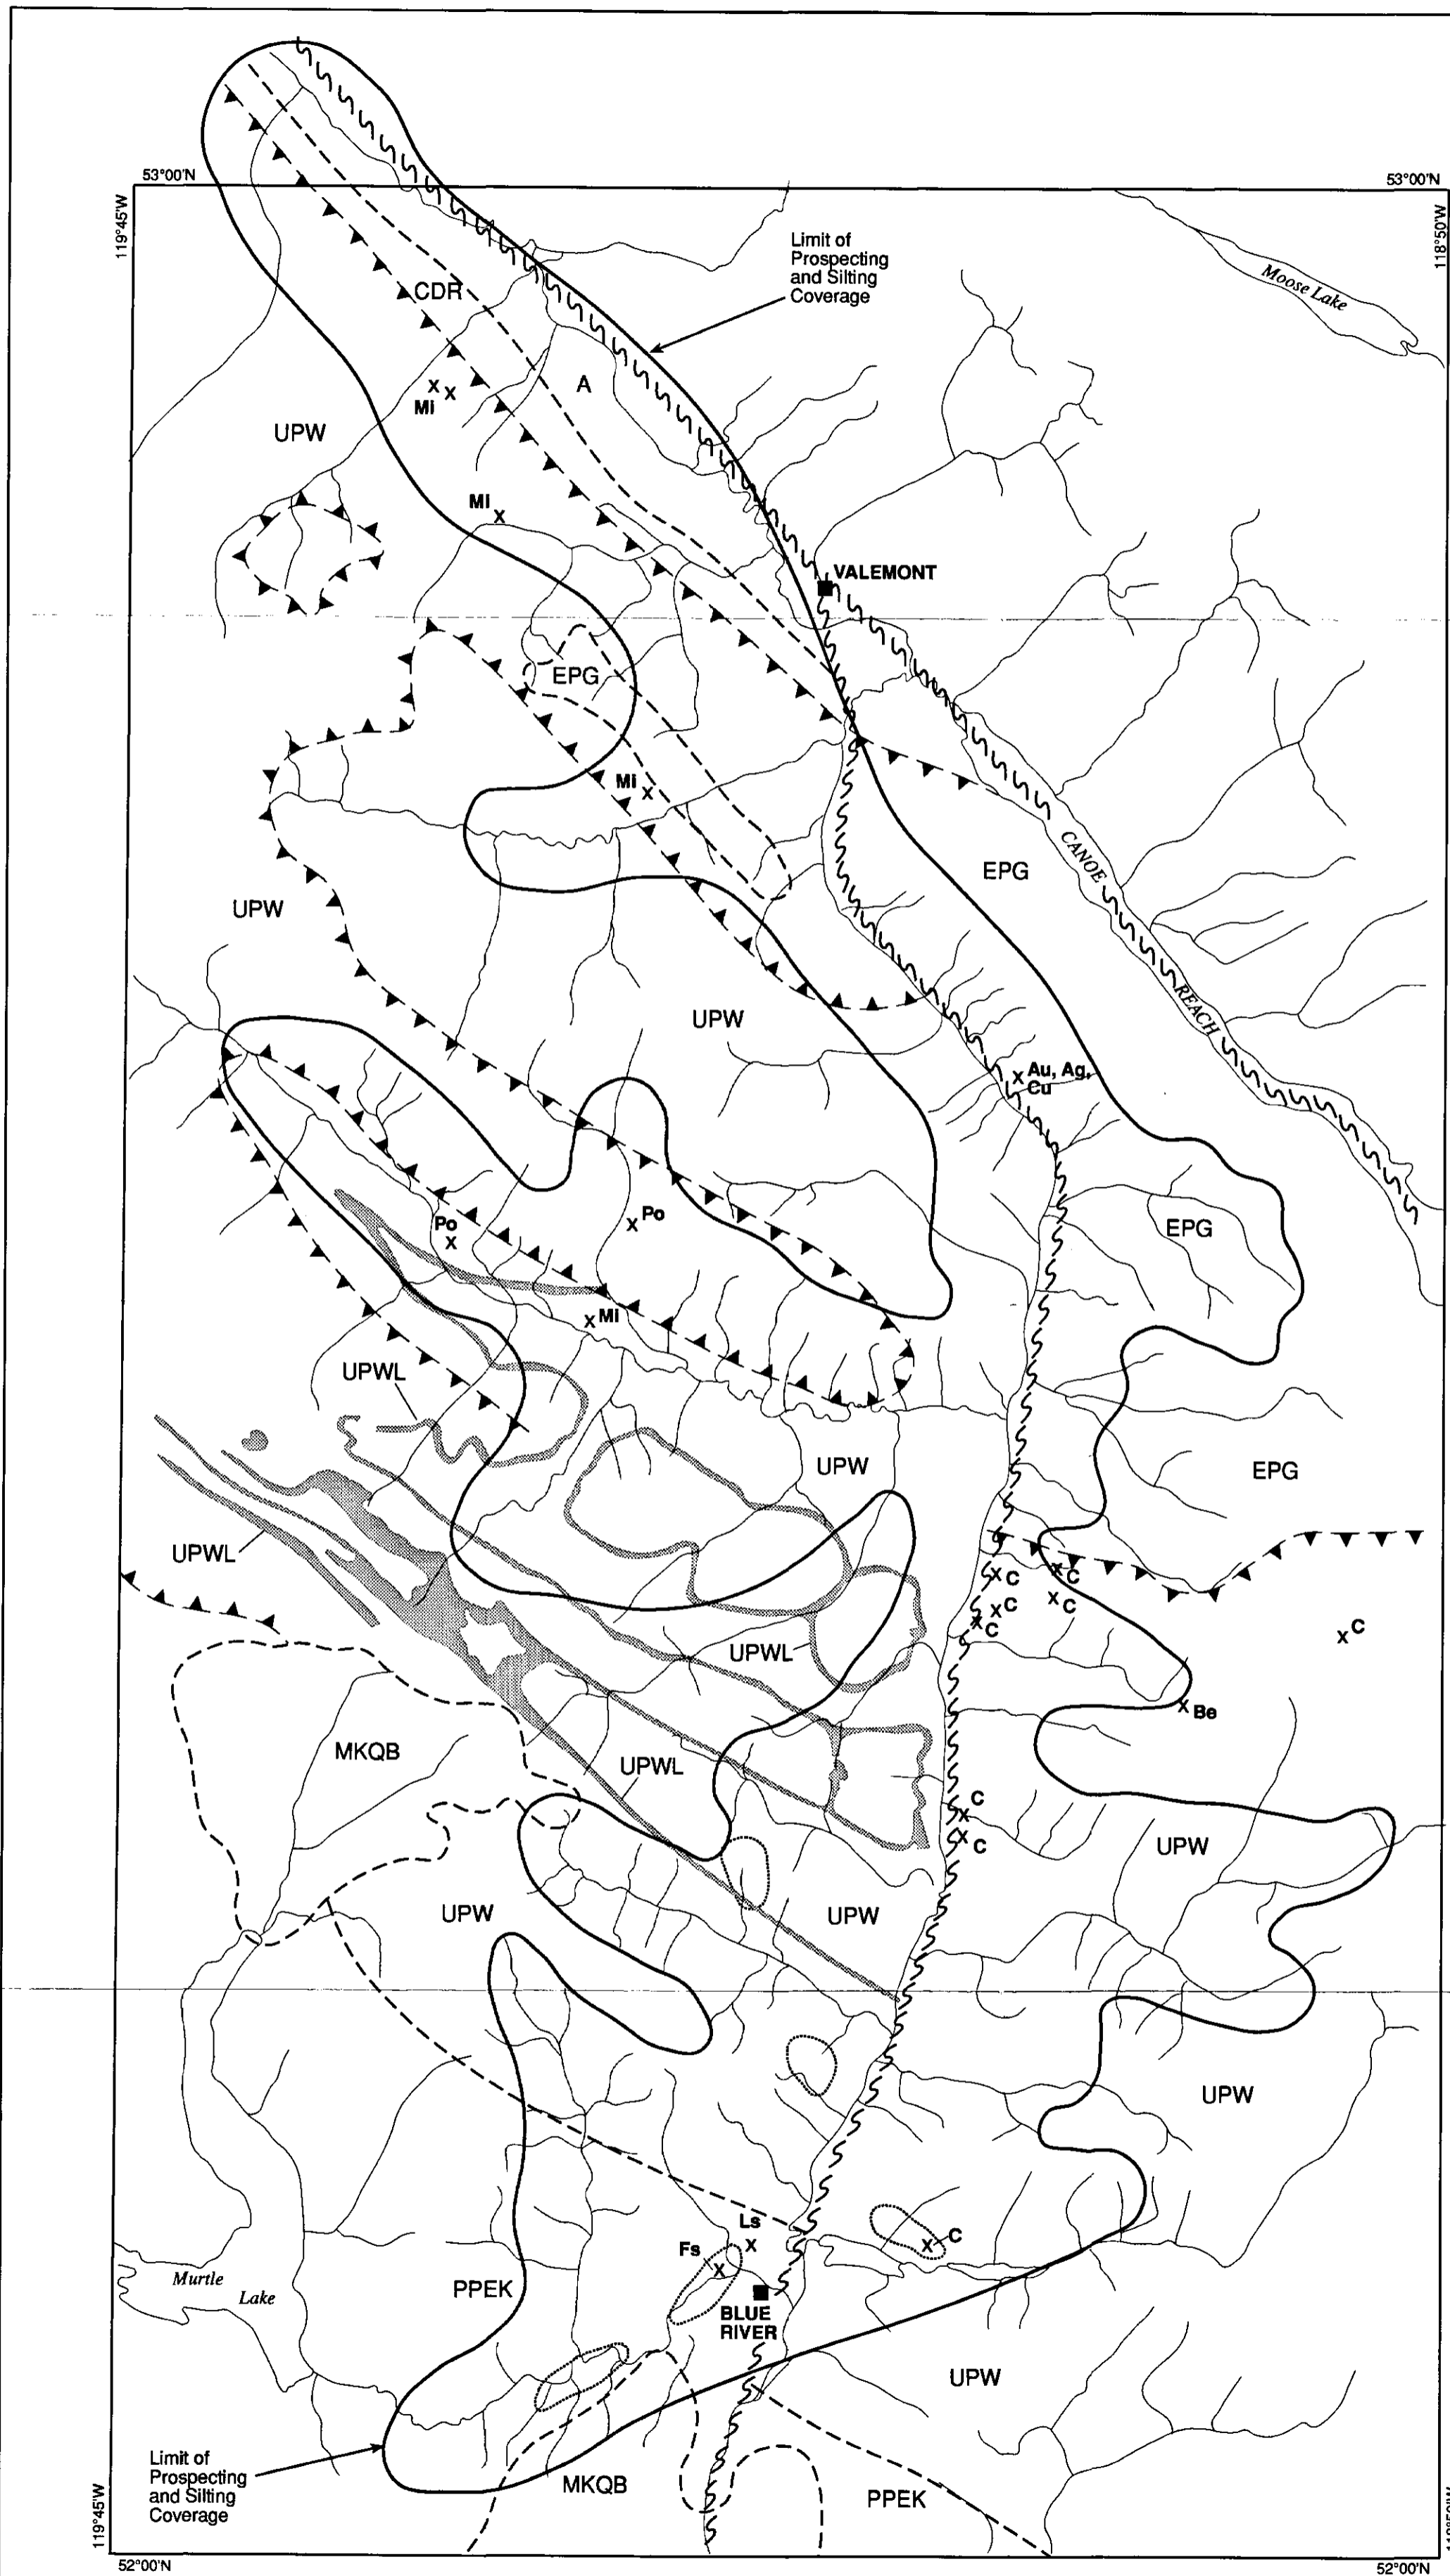 53°00'N
53°00'N
119°45'W
118°50'W
Limit of
Prospecting
and Silting
Coverage
Moose Lake
CDR
A
Mi
UPW
MI
VALEMONT
EPG
Mi
CANOE
REACH
EPG
UPW
UPW
Au, Ag,
Cu
Po
Po
EPG
MI
UPWL
UPW
EPG
UPWL
C
C
C
C
C
C
UPWL
Be
MKQB
UPWL
C
C
UPW
UPW
UPW
UPW
Ls
C
Fs
Murtle
Lake
PPEK
BLUE
RIVER
UPW
Limit of
Prospecting
and Silting
Coverage
MKQB
PPEK
119°45'W
52°00'N
52°00'N